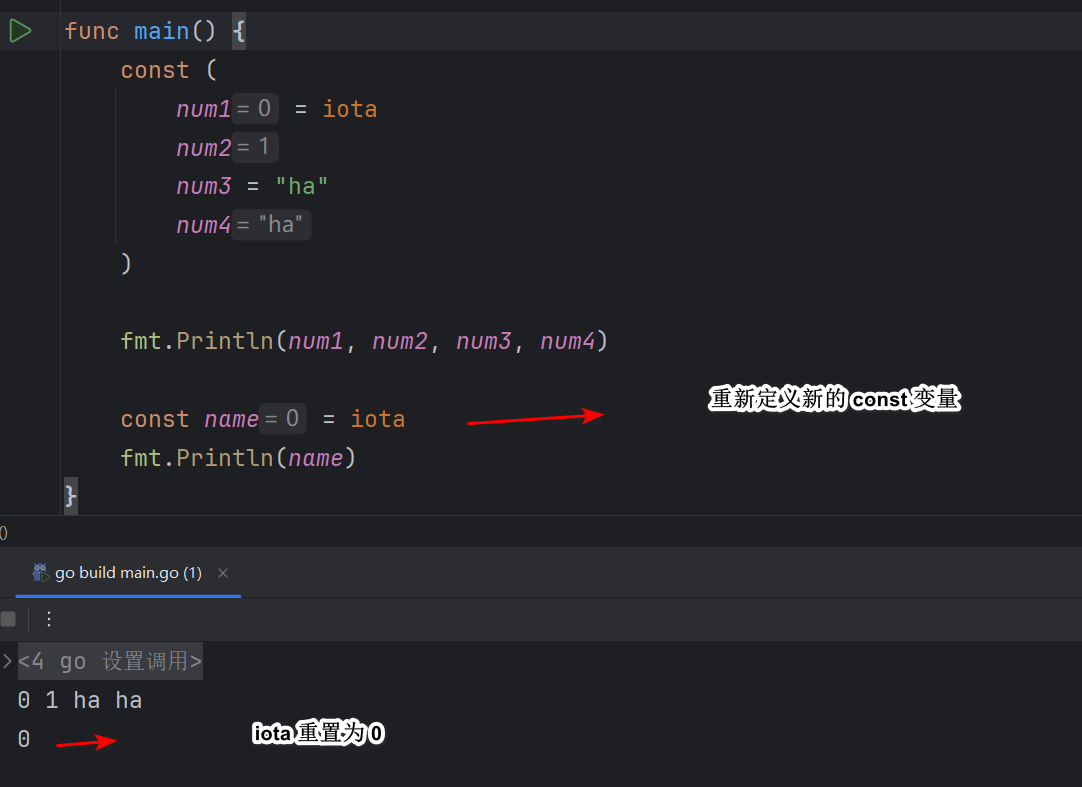 func main() {
const (
num1 = 0 = iota
num2 = 1
num3 = "ha"
num4 = "ha"
)
fmt.Println(num1, num2, num3, num4)
重新定义新的 const 变量
const name = 0 = iota
fmt.Println(name)
}
()
go build main.go (1) ×
<4 go 设置调用>
0 1 ha ha
0
iota 重置为 0